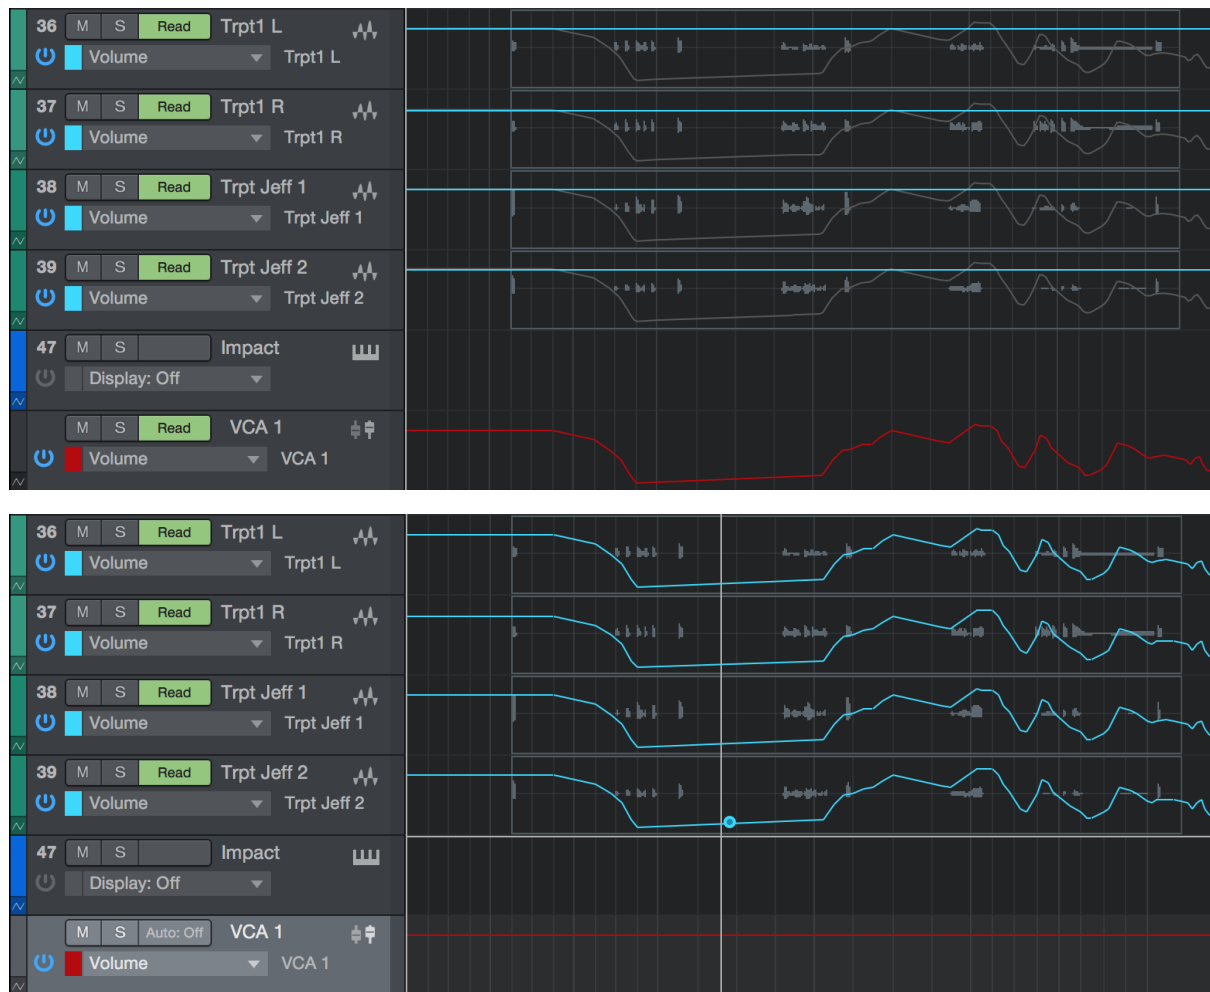 36 M S Read Trpt1 L
Volume Trpt1 L
37 M S Read Trpt1 R
Volume Trpt1 R
38 M S Read Trpt Jeff 1
Volume Trpt Jeff 1
39 M S Read Trpt Jeff 2
Volume Trpt Jeff 2
47 M S Impact
Display: Off
M S Read VCA 1
Volume VCA 1
36 M S Read Trpt1 L
Volume Trpt1 L
37 M S Read Trpt1 R
Volume Trpt1 R
38 M S Read Trpt Jeff 1
Volume Trpt Jeff 1
39 M S Read Trpt Jeff 2
Volume Trpt Jeff 2
47 M S Impact
Display: Off
M S Auto: Off VCA 1
Volume VCA 1